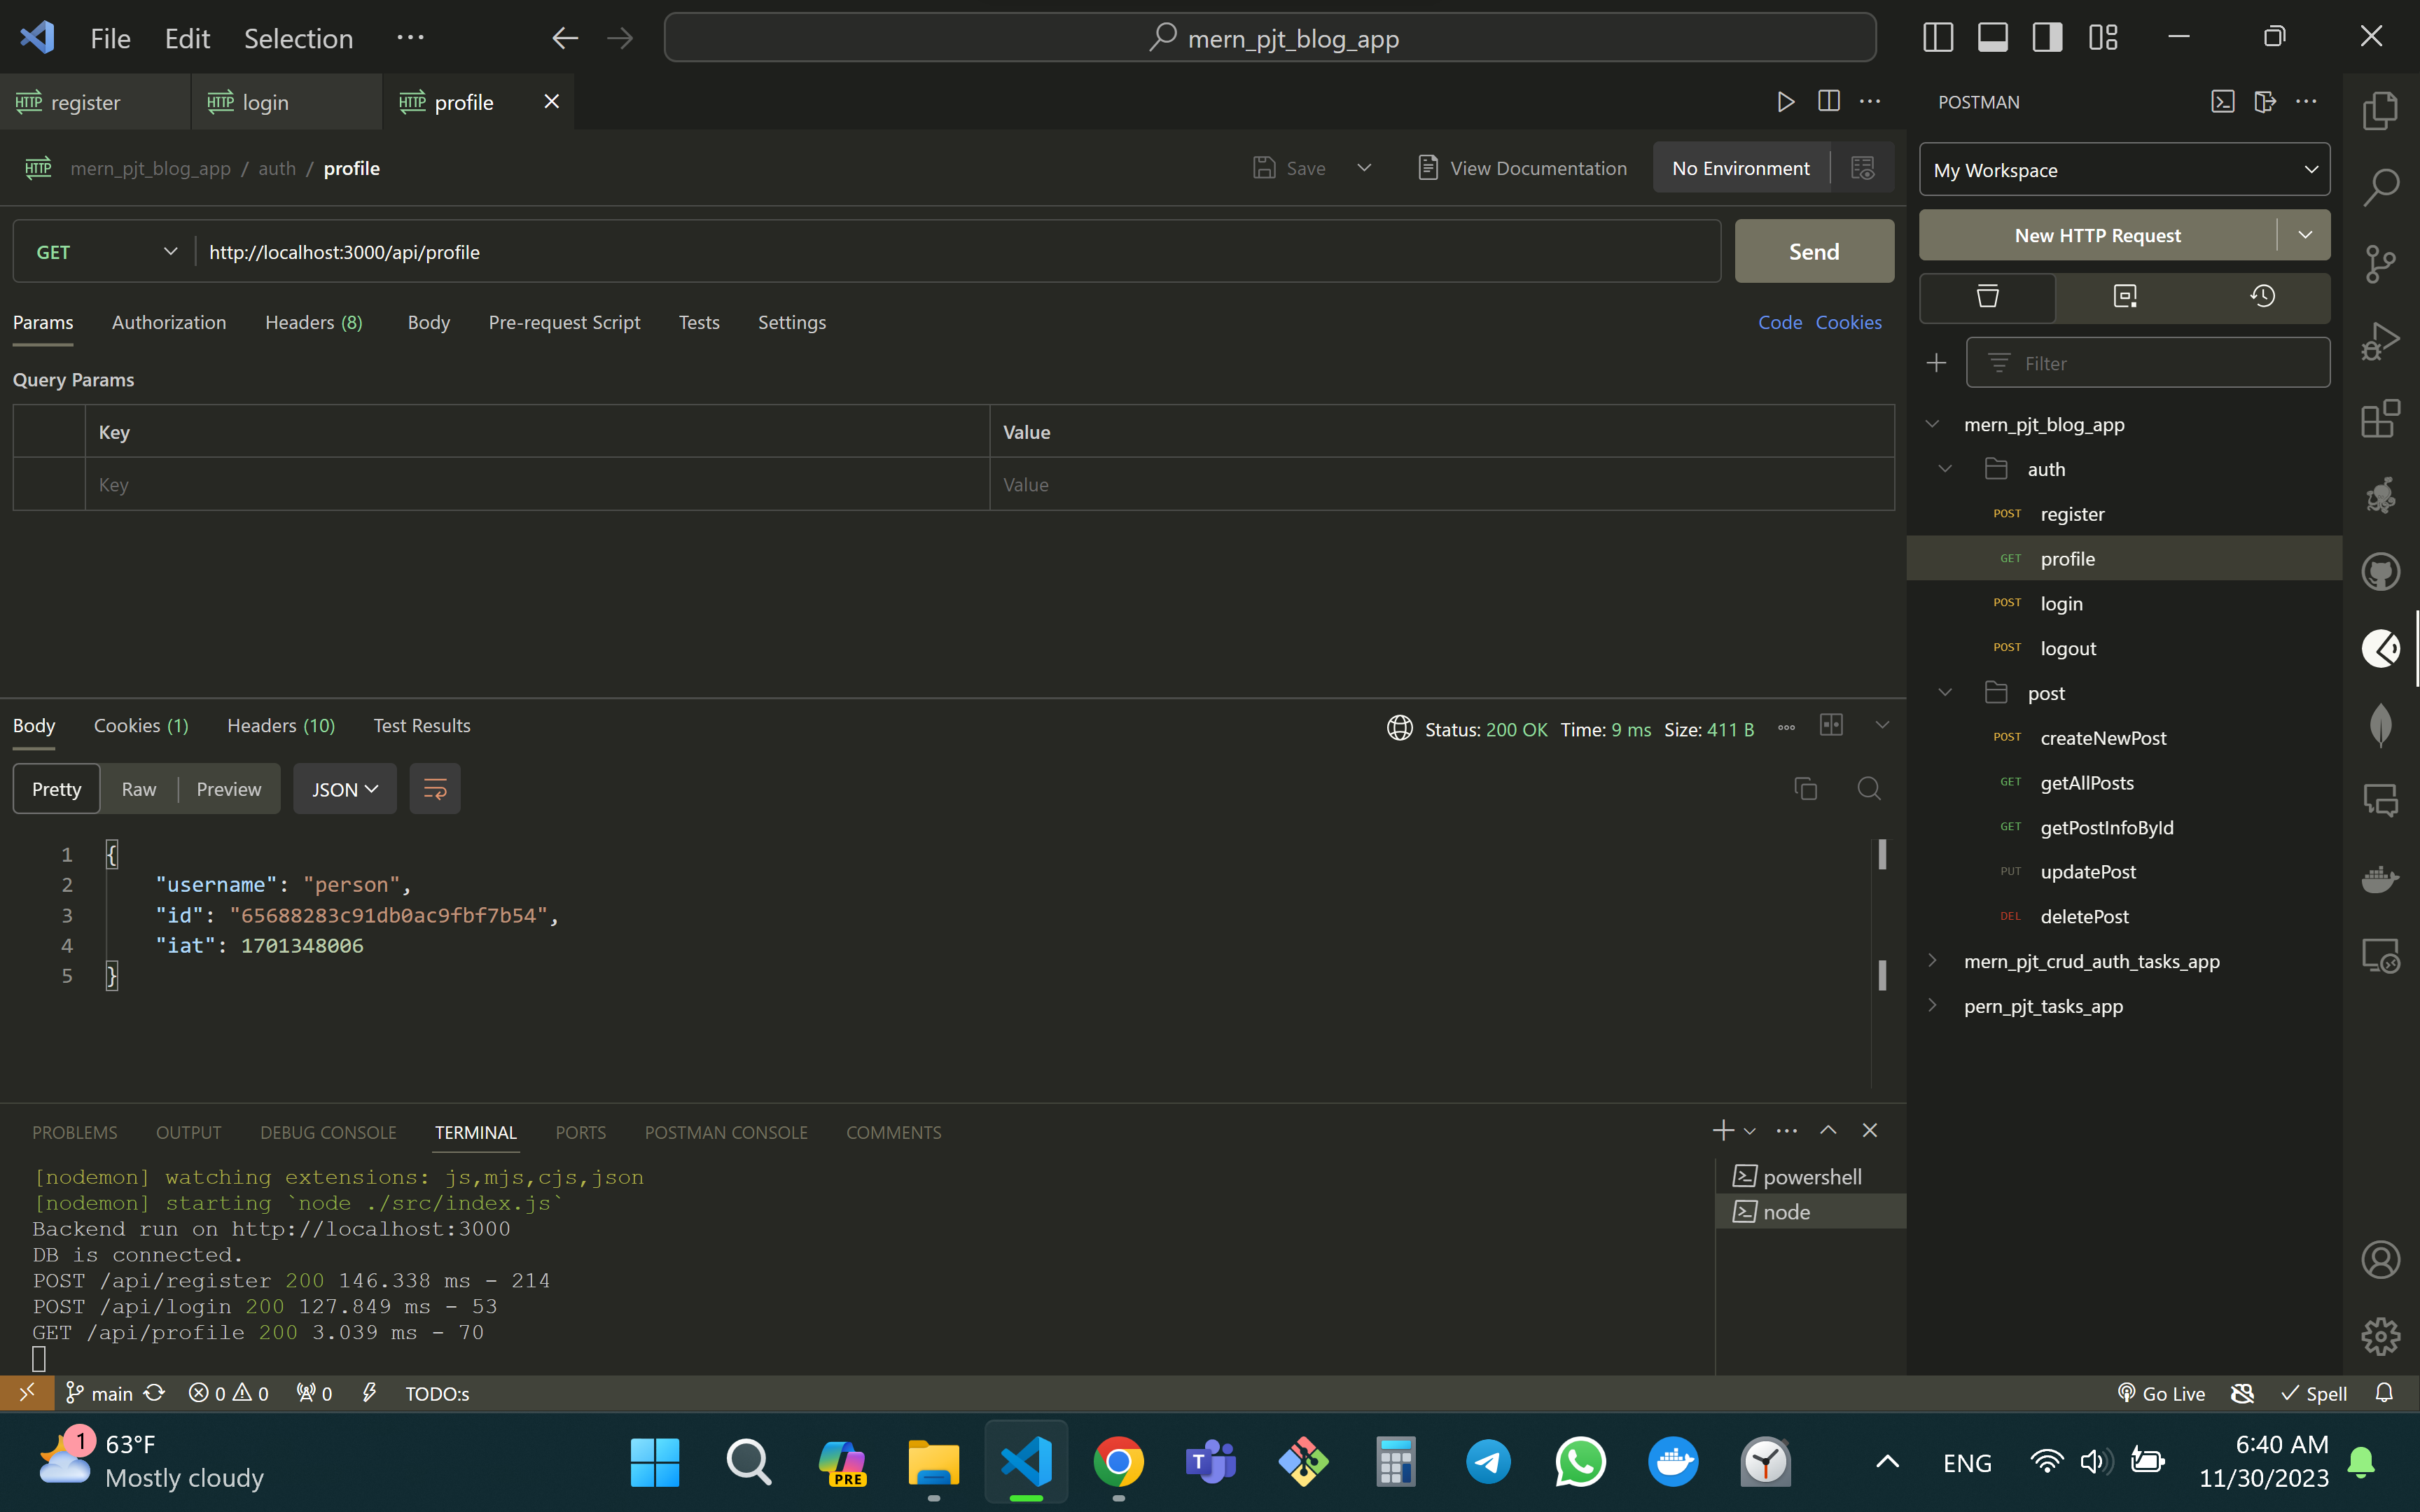 File Edit Selection ···
mern_pjt_blog_app
HTTP register
HTTP login
HTTP profile
POSTMAN
HTTP mern_pjt_blog_app / auth / profile
Save
View Documentation
No Environment
My Workspace
New HTTP Request
GET
http://localhost:3000/api/profile
Send
Params Authorization Headers (8) Body Pre-request Script Tests Settings
Code Cookies
Filter
Query Params
Key Value
Key Value
mern_pjt_blog_app
auth
POST register
GET profile
POST login
POST logout
post
POST createNewPost
GET getAllPosts
GET getPostInfoById
PUT updatePost
DEL deletePost
mern_pjt_crud_auth_tasks_app
pern_pjt_tasks_app
Body Cookies (1) Headers (10) Test Results
Status: 200 OK Time: 9 ms Size: 411 B
Pretty Raw Preview JSON
1 {
2 "username": "person",
3 "id": "65688283c91db0ac9fbf7b54",
4 "iat": 1701348006
5 }
PROBLEMS OUTPUT DEBUG CONSOLE TERMINAL PORTS POSTMAN CONSOLE COMMENTS
[nodemon] watching extensions: js,mjs,cjs,json
[nodemon] starting `node ./src/index.js`
Backend run on http://localhost:3000
DB is connected.
POST /api/register 200 146.338 ms - 214
POST /api/login 200 127.849 ms - 53
GET /api/profile 200 3.039 ms - 70
powershell
node
main 0 0 0 TODO:s
Go Live Spell
1
63°F
Mostly cloudy
PRE
T
ENG
6:40 AM
11/30/2023